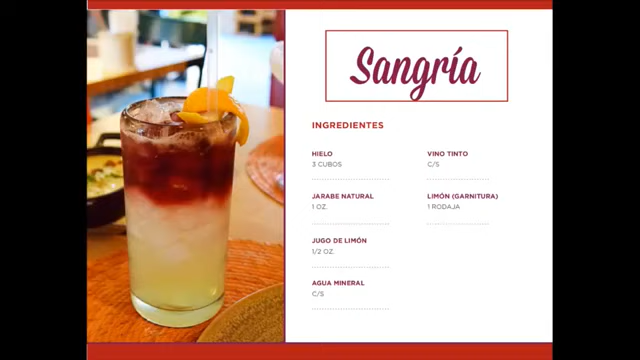 Sangría
INGREDIENTES
HIELO
3 CUBOS
JARABE NATURAL
1 OZ.
JUGO DE LIMÓN
1/2 OZ.
AGUA MINERAL
C/S
VINO TINTO
C/S
LIMÓN (GARNITURA)
1 RODAJA